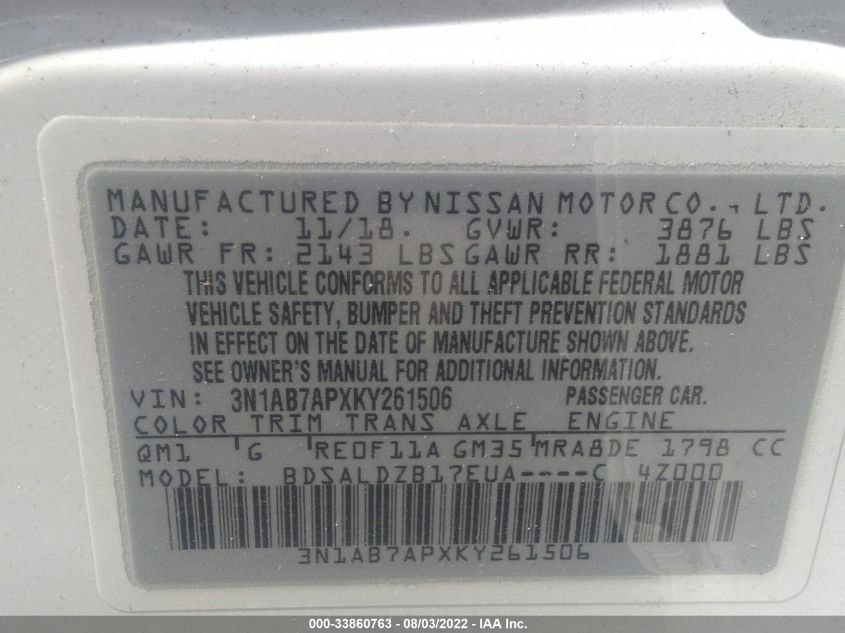 MANUFACTURED BY NISSAN MOTOR CO., LTD.
DATE: 11/18. GVWR: 3876 LBS
GAWR FR: 2143 LBS GAWR RR: 1881 LBS
THIS VEHICLE CONFORMS TO ALL APPLICABLE FEDERAL MOTOR
VEHICLE SAFETY, BUMPER AND THEFT PREVENTION STANDARDS
IN EFFECT ON THE DATE OF MANUFACTURE SHOWN ABOVE.
SEE OWNER'S MANUAL FOR ADDITIONAL INFORMATION.
VIN: 3N1AB7APXKY261506 PASSENGER CAR.
COLOR TRIM TRANS AXLE ENGINE
QM1 'G 'RE0F11A GM35'MRA8DE 1798 CC
MODEL: BDSALDZB17EUA----C 4Z000
3N1AB7APXKY261506
000-33860763 - 08/03/2022 - IAA Inc.